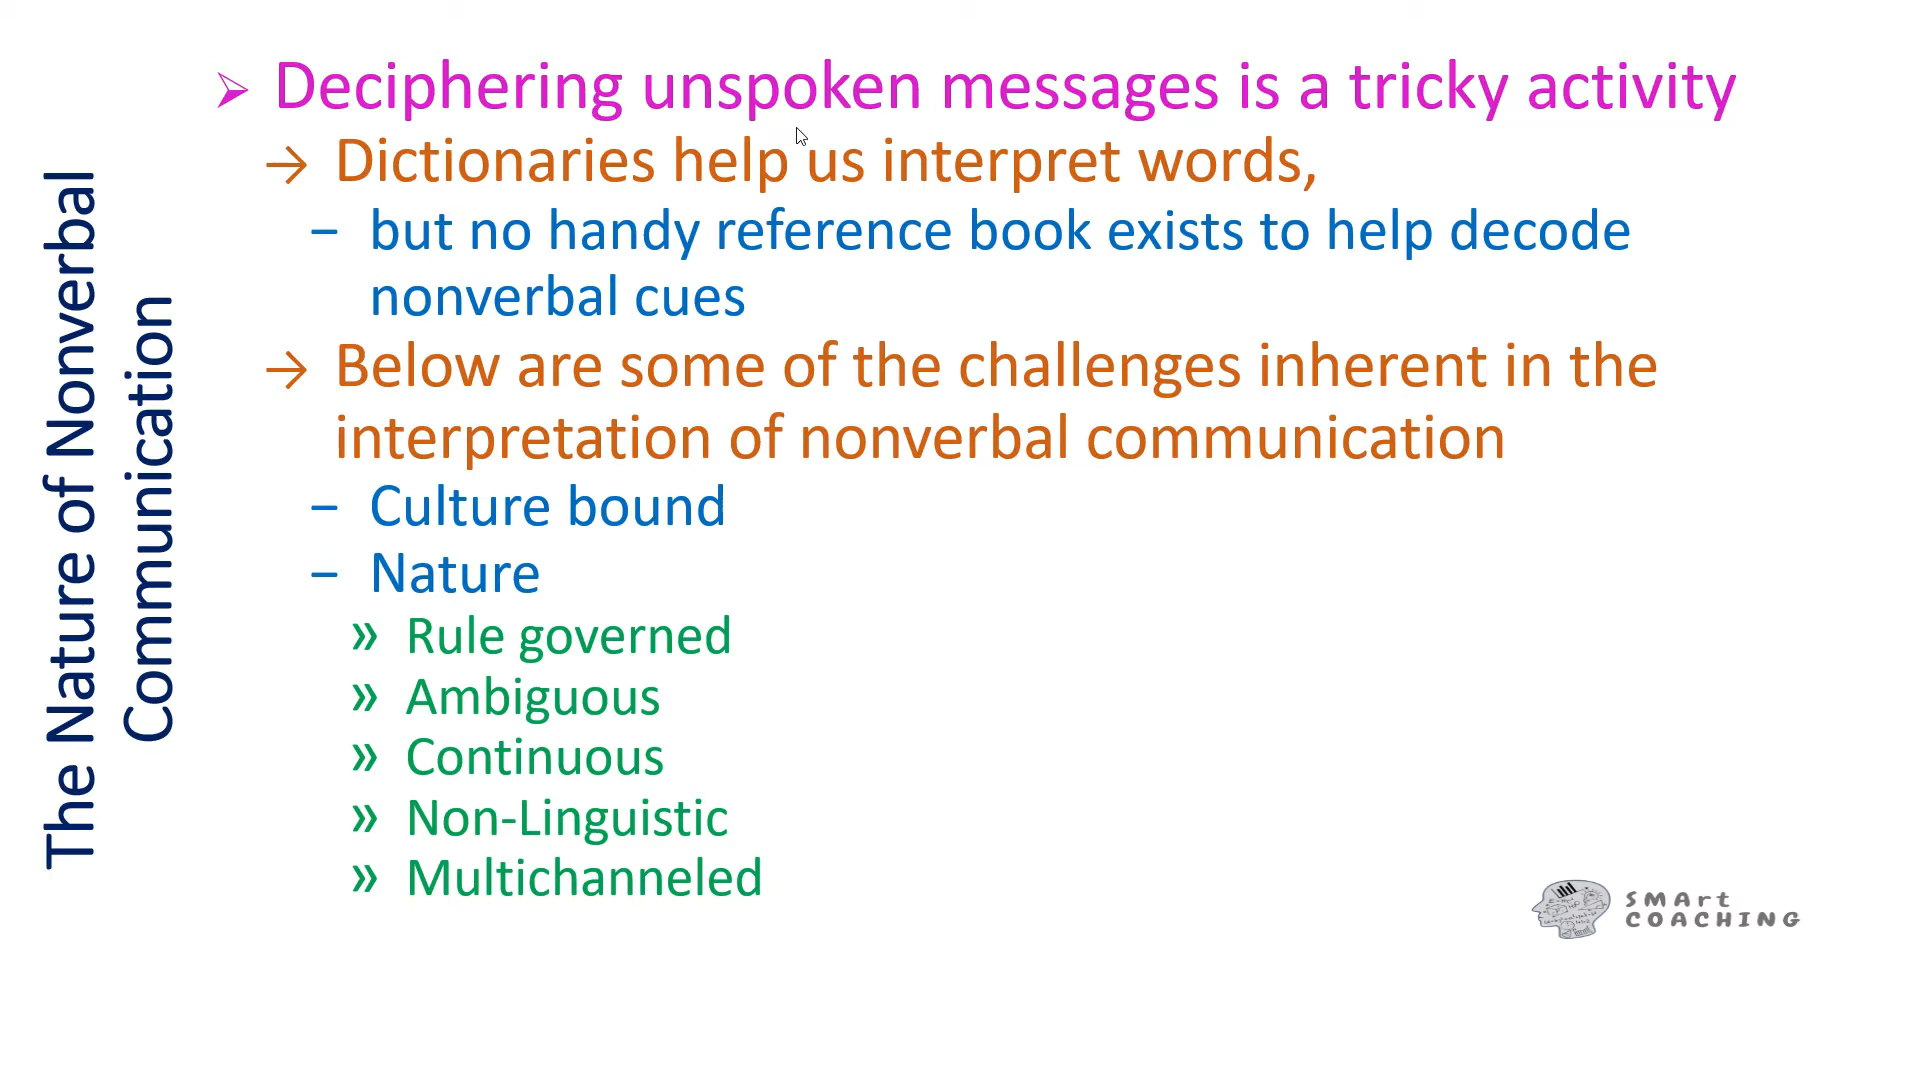 The Nature of Nonverbal
Communication
➢ Deciphering unspoken messages is a tricky activity
→ Dictionaries help us interpret words,
– but no handy reference book exists to help decode
nonverbal cues
→ Below are some of the challenges inherent in the
interpretation of nonverbal communication
– Culture bound
– Nature
» Rule governed
» Ambiguous
» Continuous
» Non-Linguistic
» Multichanneled
SMArt
COACHING